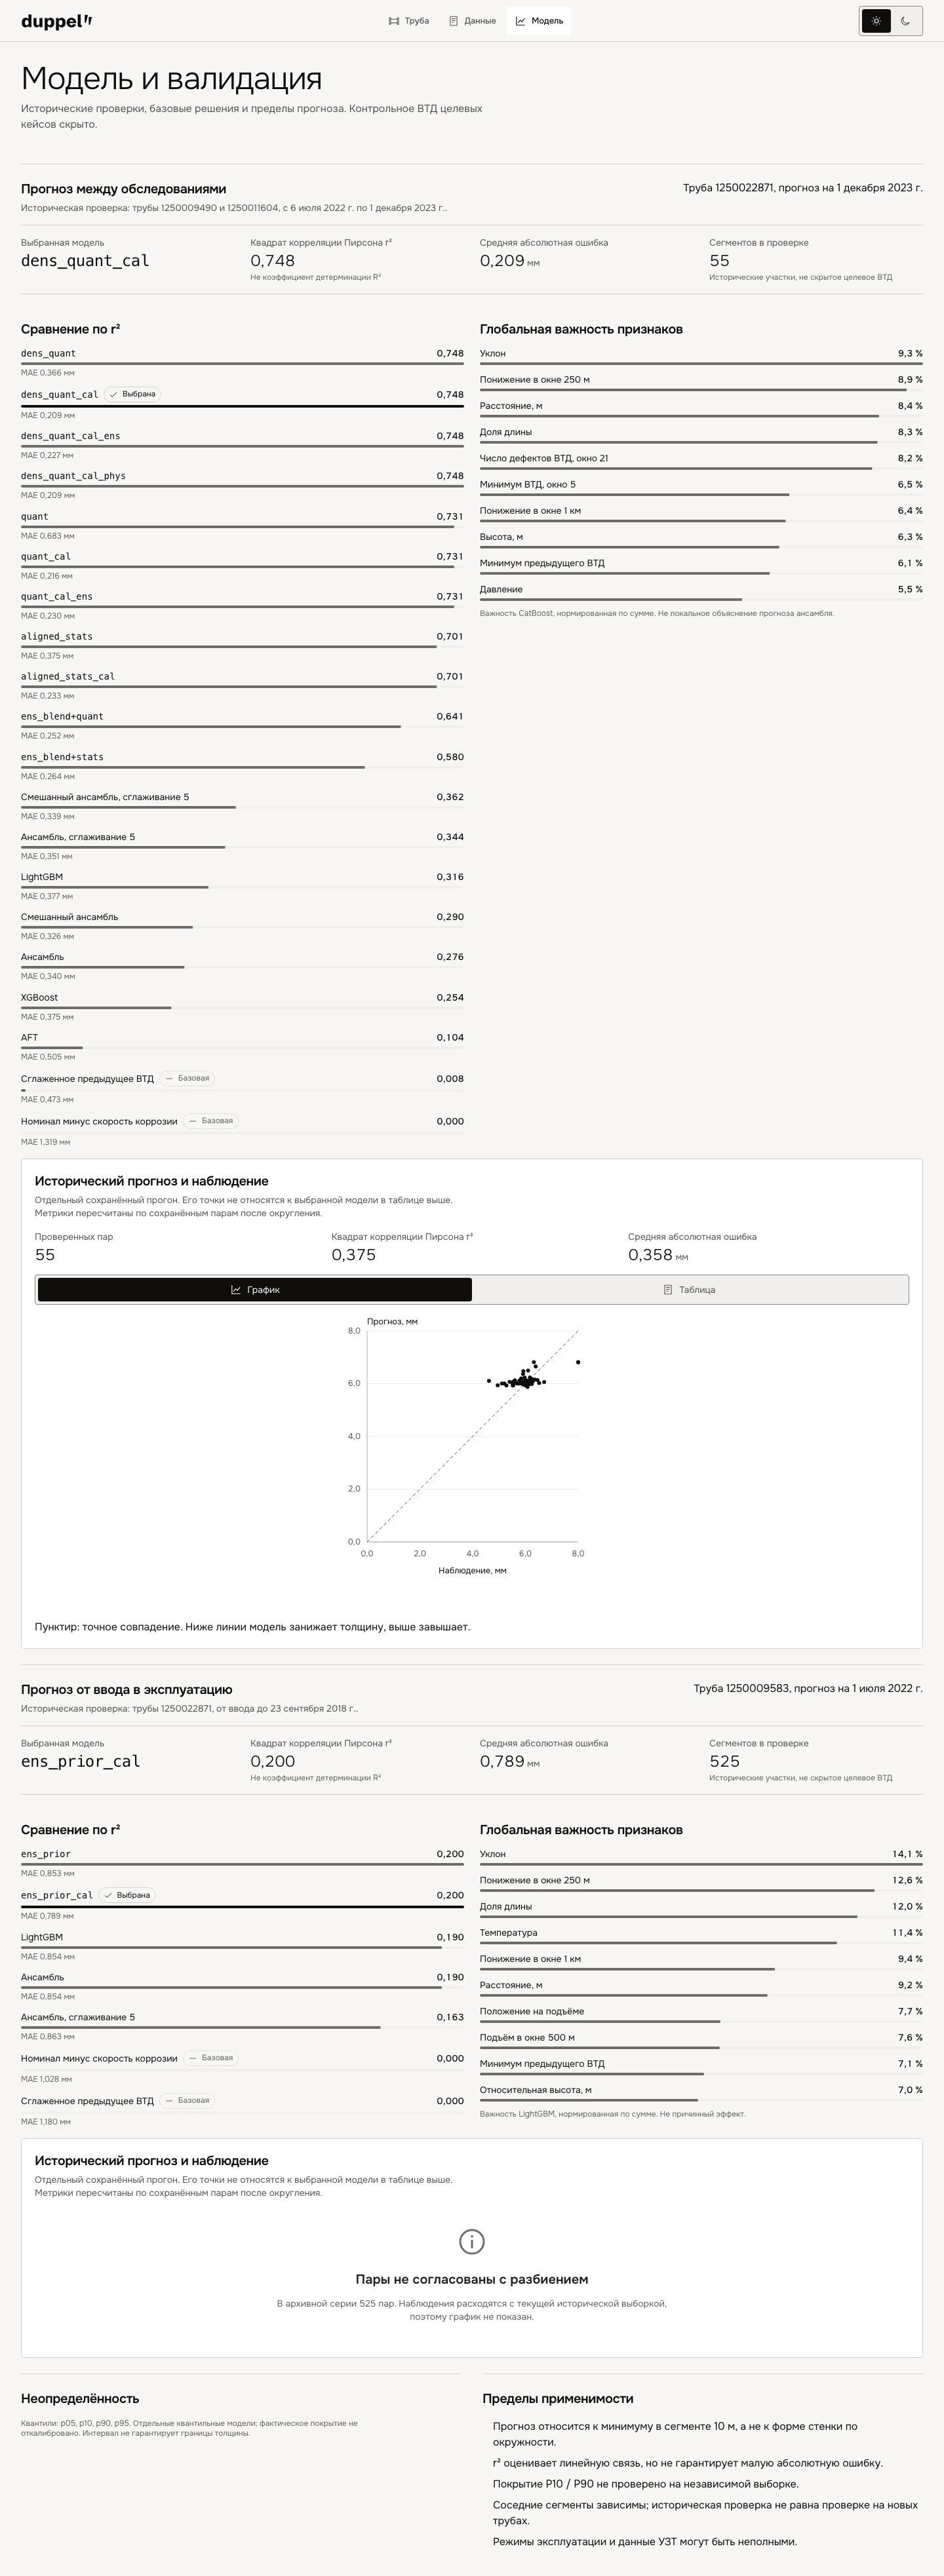 duppel
Труба
Данные
Модель
Модель и валидация
Исторические проверки, базовые решения и пределы прогноза. Контрольное ВТД целевых
кейсов скрыто.
Прогноз между обследованиями
Труба 1250022871, прогноз на 1 декабря 2023 г.
Историческая проверка: трубы 1250009490 и 1250011604, с 6 июля 2022 г. по 1 декабря 2023 г..
Выбранная модель
dens_quant_cal
Квадрат корреляции Пирсона r²
0,748
Не коэффициент детерминации R²
Средняя абсолютная ошибка
0,209 мм
Сегментов в проверке
55
Исторические участки, не скрытое целевое ВТД
Сравнение по r²
dens_quant 0,748
MAE 0,366 мм
dens_quant_cal Выбрана 0,748
MAE 0,209 мм
dens_quant_cal_ens 0,748
MAE 0,227 мм
dens_quant_cal_phys 0,748
MAE 0,209 мм
quant 0,731
MAE 0,683 мм
quant_cal 0,731
MAE 0,216 мм
quant_cal_ens 0,731
MAE 0,230 мм
aligned_stats 0,701
MAE 0,375 мм
aligned_stats_cal 0,701
MAE 0,233 мм
ens_blend+quant 0,641
MAE 0,252 мм
ens_blend+stats 0,580
MAE 0,264 мм
Смешанный ансамбль, сглаживание 5 0,362
MAE 0,339 мм
Ансамбль, сглаживание 5 0,344
MAE 0,351 мм
LightGBM 0,316
MAE 0,377 мм
Смешанный ансамбль 0,290
MAE 0,326 мм
Ансамбль 0,276
MAE 0,340 мм
XGBoost 0,254
MAE 0,375 мм
AFT 0,104
MAE 0,505 мм
Сглаженное предыдущее ВТД — Базовая 0,008
MAE 0,473 мм
Номинал минус скорость коррозии — Базовая 0,000
MAE 1,319 мм
Глобальная важность признаков
Уклон 9,3 %
Понижение в окне 250 м 8,9 %
Расстояние, м 8,4 %
Доля длины 8,3 %
Число дефектов ВТД, окно 21 8,2 %
Минимум ВТД, окно 5 6,5 %
Понижение в окне 1 км 6,4 %
Высота, м 6,3 %
Минимум предыдущего ВТД 6,1 %
Давление 5,5 %
Важность CatBoost, нормированная по сумме. Не локальное объяснение прогноза ансамбля.
Исторический прогноз и наблюдение
Отдельный сохранённый прогон. Его точки не относятся к выбранной модели в таблице выше.
Метрики пересчитаны по сохранённым парам после округления.
Проверенных пар
55
Квадрат корреляции Пирсона r²
0,375
Средняя абсолютная ошибка
0,358 мм
График
Таблица
Прогноз, мм
8,0
6,0
4,0
2,0
0,0
0,0 2,0 4,0 6,0 8,0
Наблюдение, мм
Пунктир: точное совпадение. Ниже линии модель занижает толщину, выше завышает.
Прогноз от ввода в эксплуатацию
Труба 1250009583, прогноз на 1 июля 2022 г.
Историческая проверка: трубы 1250022871, от ввода до 23 сентября 2018 г..
Выбранная модель
ens_prior_cal
Квадрат корреляции Пирсона r²
0,200
Не коэффициент детерминации R²
Средняя абсолютная ошибка
0,789 мм
Сегментов в проверке
525
Исторические участки, не скрытое целевое ВТД
Сравнение по r²
ens_prior 0,200
MAE 0,853 мм
ens_prior_cal Выбрана 0,200
MAE 0,789 мм
LightGBM 0,190
MAE 0,854 мм
Ансамбль 0,190
MAE 0,854 мм
Ансамбль, сглаживание 5 0,163
MAE 0,863 мм
Номинал минус скорость коррозии — Базовая 0,000
MAE 1,028 мм
Сглаженное предыдущее ВТД — Базовая 0,000
MAE 1,180 мм
Глобальная важность признаков
Уклон 14,1 %
Понижение в окне 250 м 12,6 %
Доля длины 12,0 %
Температура 11,4 %
Понижение в окне 1 км 9,4 %
Расстояние, м 9,2 %
Положение на подъёме 7,7 %
Подъём в окне 500 м 7,6 %
Минимум предыдущего ВТД 7,1 %
Относительная высота, м 7,0 %
Важность LightGBM, нормированная по сумме. Не причинный эффект.
Исторический прогноз и наблюдение
Отдельный сохранённый прогон. Его точки не относятся к выбранной модели в таблице выше.
Метрики пересчитаны по сохранённым парам после округления.
Пары не согласованы с разбиением
В архивной серии 525 пар. Наблюдения расходятся с текущей исторической выборкой,
поэтому график не показан.
Неопределённость
Квантили: p05, p10, p90, p95. Отдельные квантильные модели; фактическое покрытие не
откалибровано. Интервал не гарантирует границы толщины.
Пределы применимости
Прогноз относится к минимуму в сегменте 10 м, а не к форме стенки по
окружности.
r² оценивает линейную связь, но не гарантирует малую абсолютную ошибку.
Покрытие P10 / P90 не проверено на независимой выборке.
Соседние сегменты зависимы; историческая проверка не равна проверке на новых
трубах.
Режимы эксплуатации и данные УЗТ могут быть неполными.